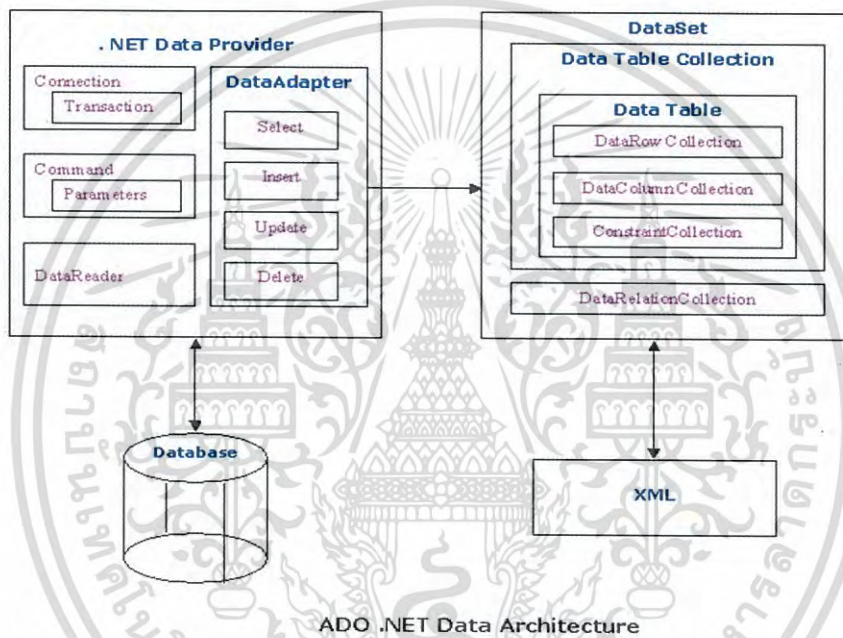 .NET Data Provider
Connection
Transaction
Command
Parameters
DataReader
DataAdapter
Select
Insert
Update
Delete
DataSet
Data Table Collection
Data Table
DataRow Collection
DataColumnCollection
ConstraintCollection
DataRelationCollection
Database
XML
ADO .NET Data Architecture